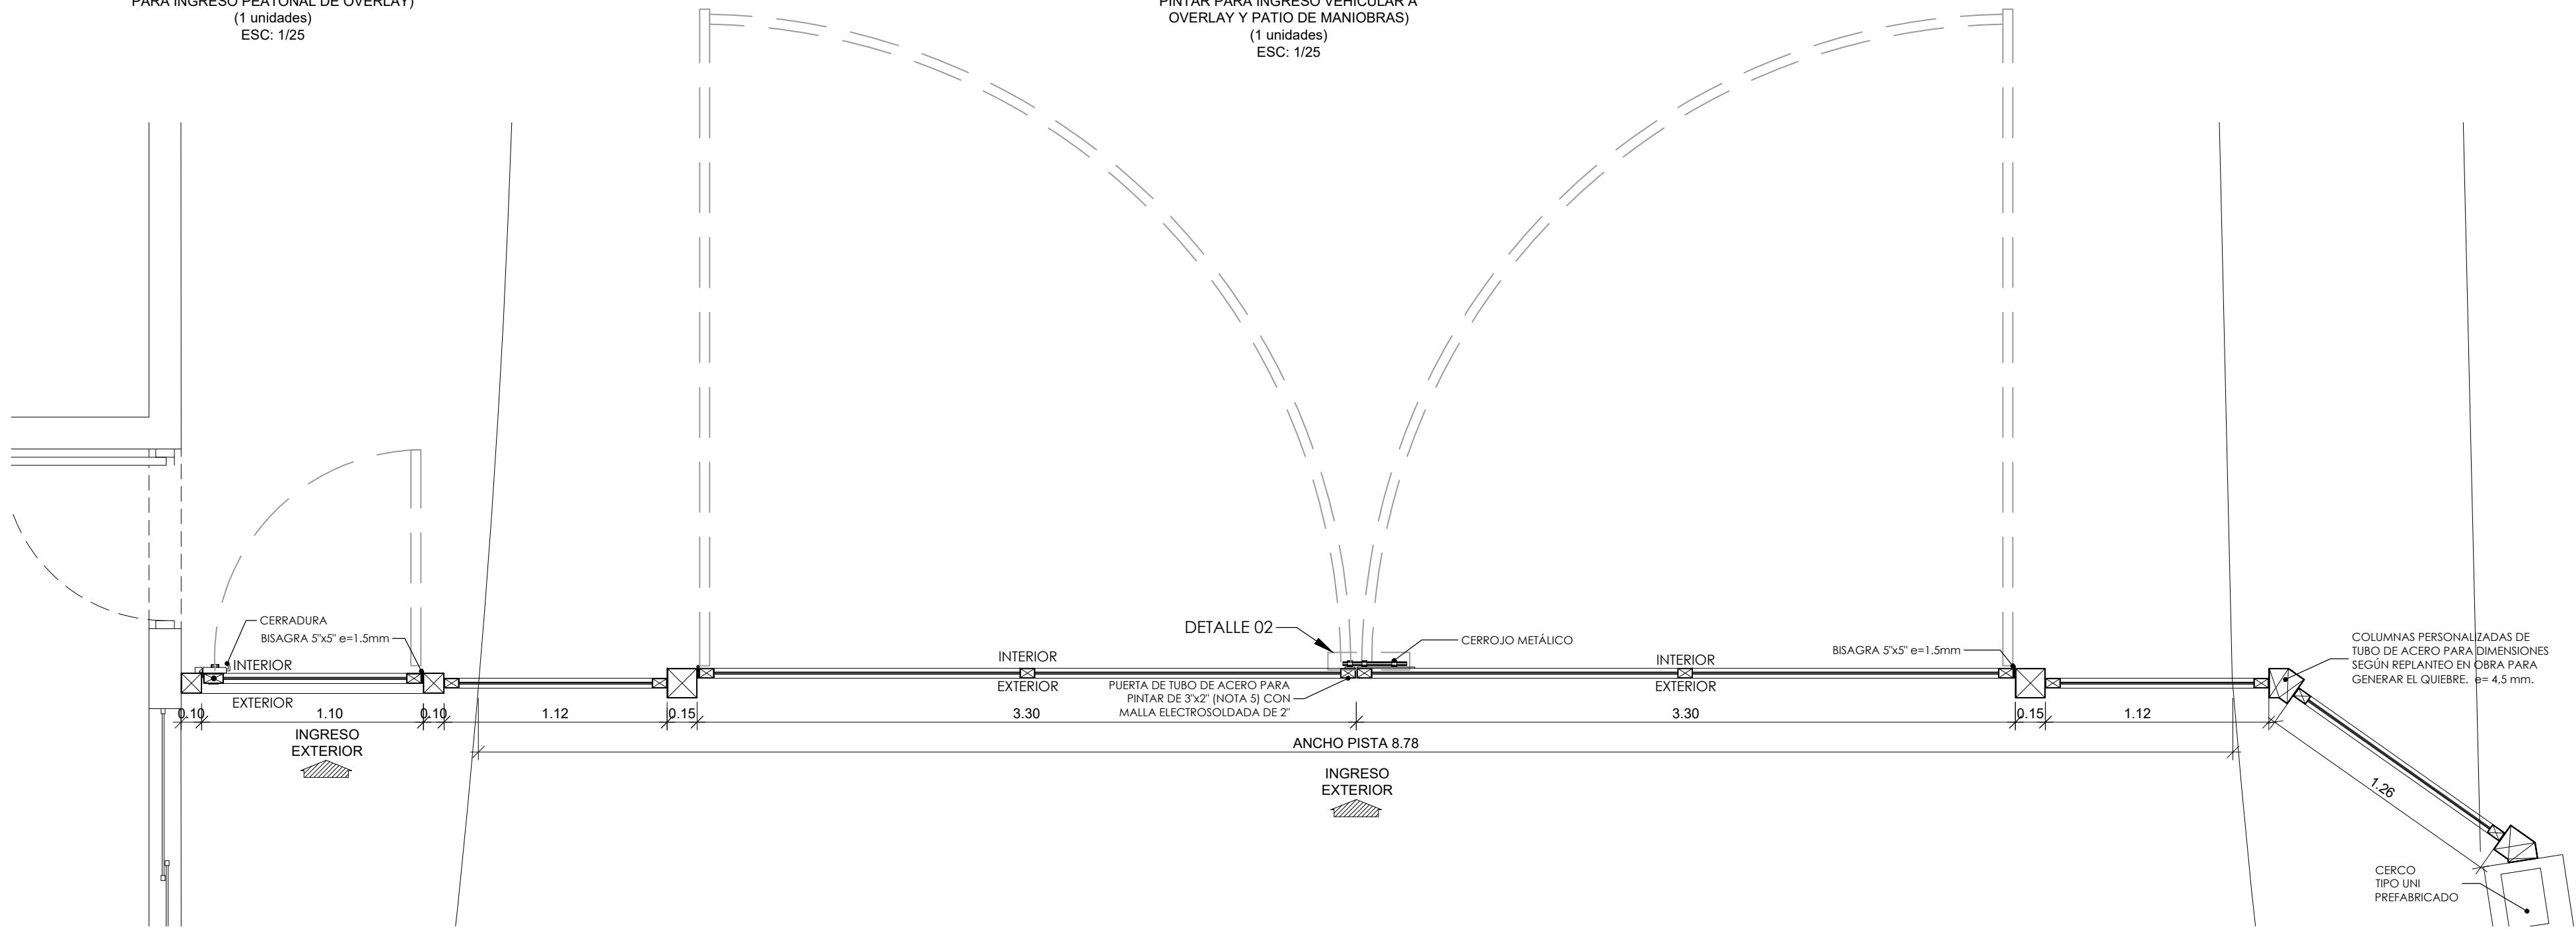 PARA INGRESO PEATONAL DE OVERLAY)
(1 unidades)
ESC: 1/25
PINTAR PARA INGRESO VEHICULAR A
OVERLAY Y PATIO DE MANIOBRAS)
(1 unidades)
ESC: 1/25
CERRADURA
BISAGRA 5"x5" e=1.5mm
INTERIOR
EXTERIOR
DETALLE 02
CERROJO METÁLICO
INTERIOR
EXTERIOR
PUERTA DE TUBO DE ACERO PARA
PINTAR DE 3"x2" (NOTA 5) CON
MALLA ELECTROSOLDADA DE 2"
INTERIOR
EXTERIOR
BISAGRA 5"x5" e=1.5mm
COLUMNAS PERSONALIZADAS DE
TUBO DE ACERO PARA DIMENSIONES
SEGÚN REPLANTEO EN OBRA PARA
GENERAR EL QUIEBRE. e= 4,5 mm.
0.10 1.10 0.10 1.12 0.15 3.30 3.30 0.15 1.12
INGRESO
EXTERIOR
ANCHO PISTA 8.78
INGRESO
EXTERIOR
1.26
CERCO
TIPO UNI
PREFABRICADO